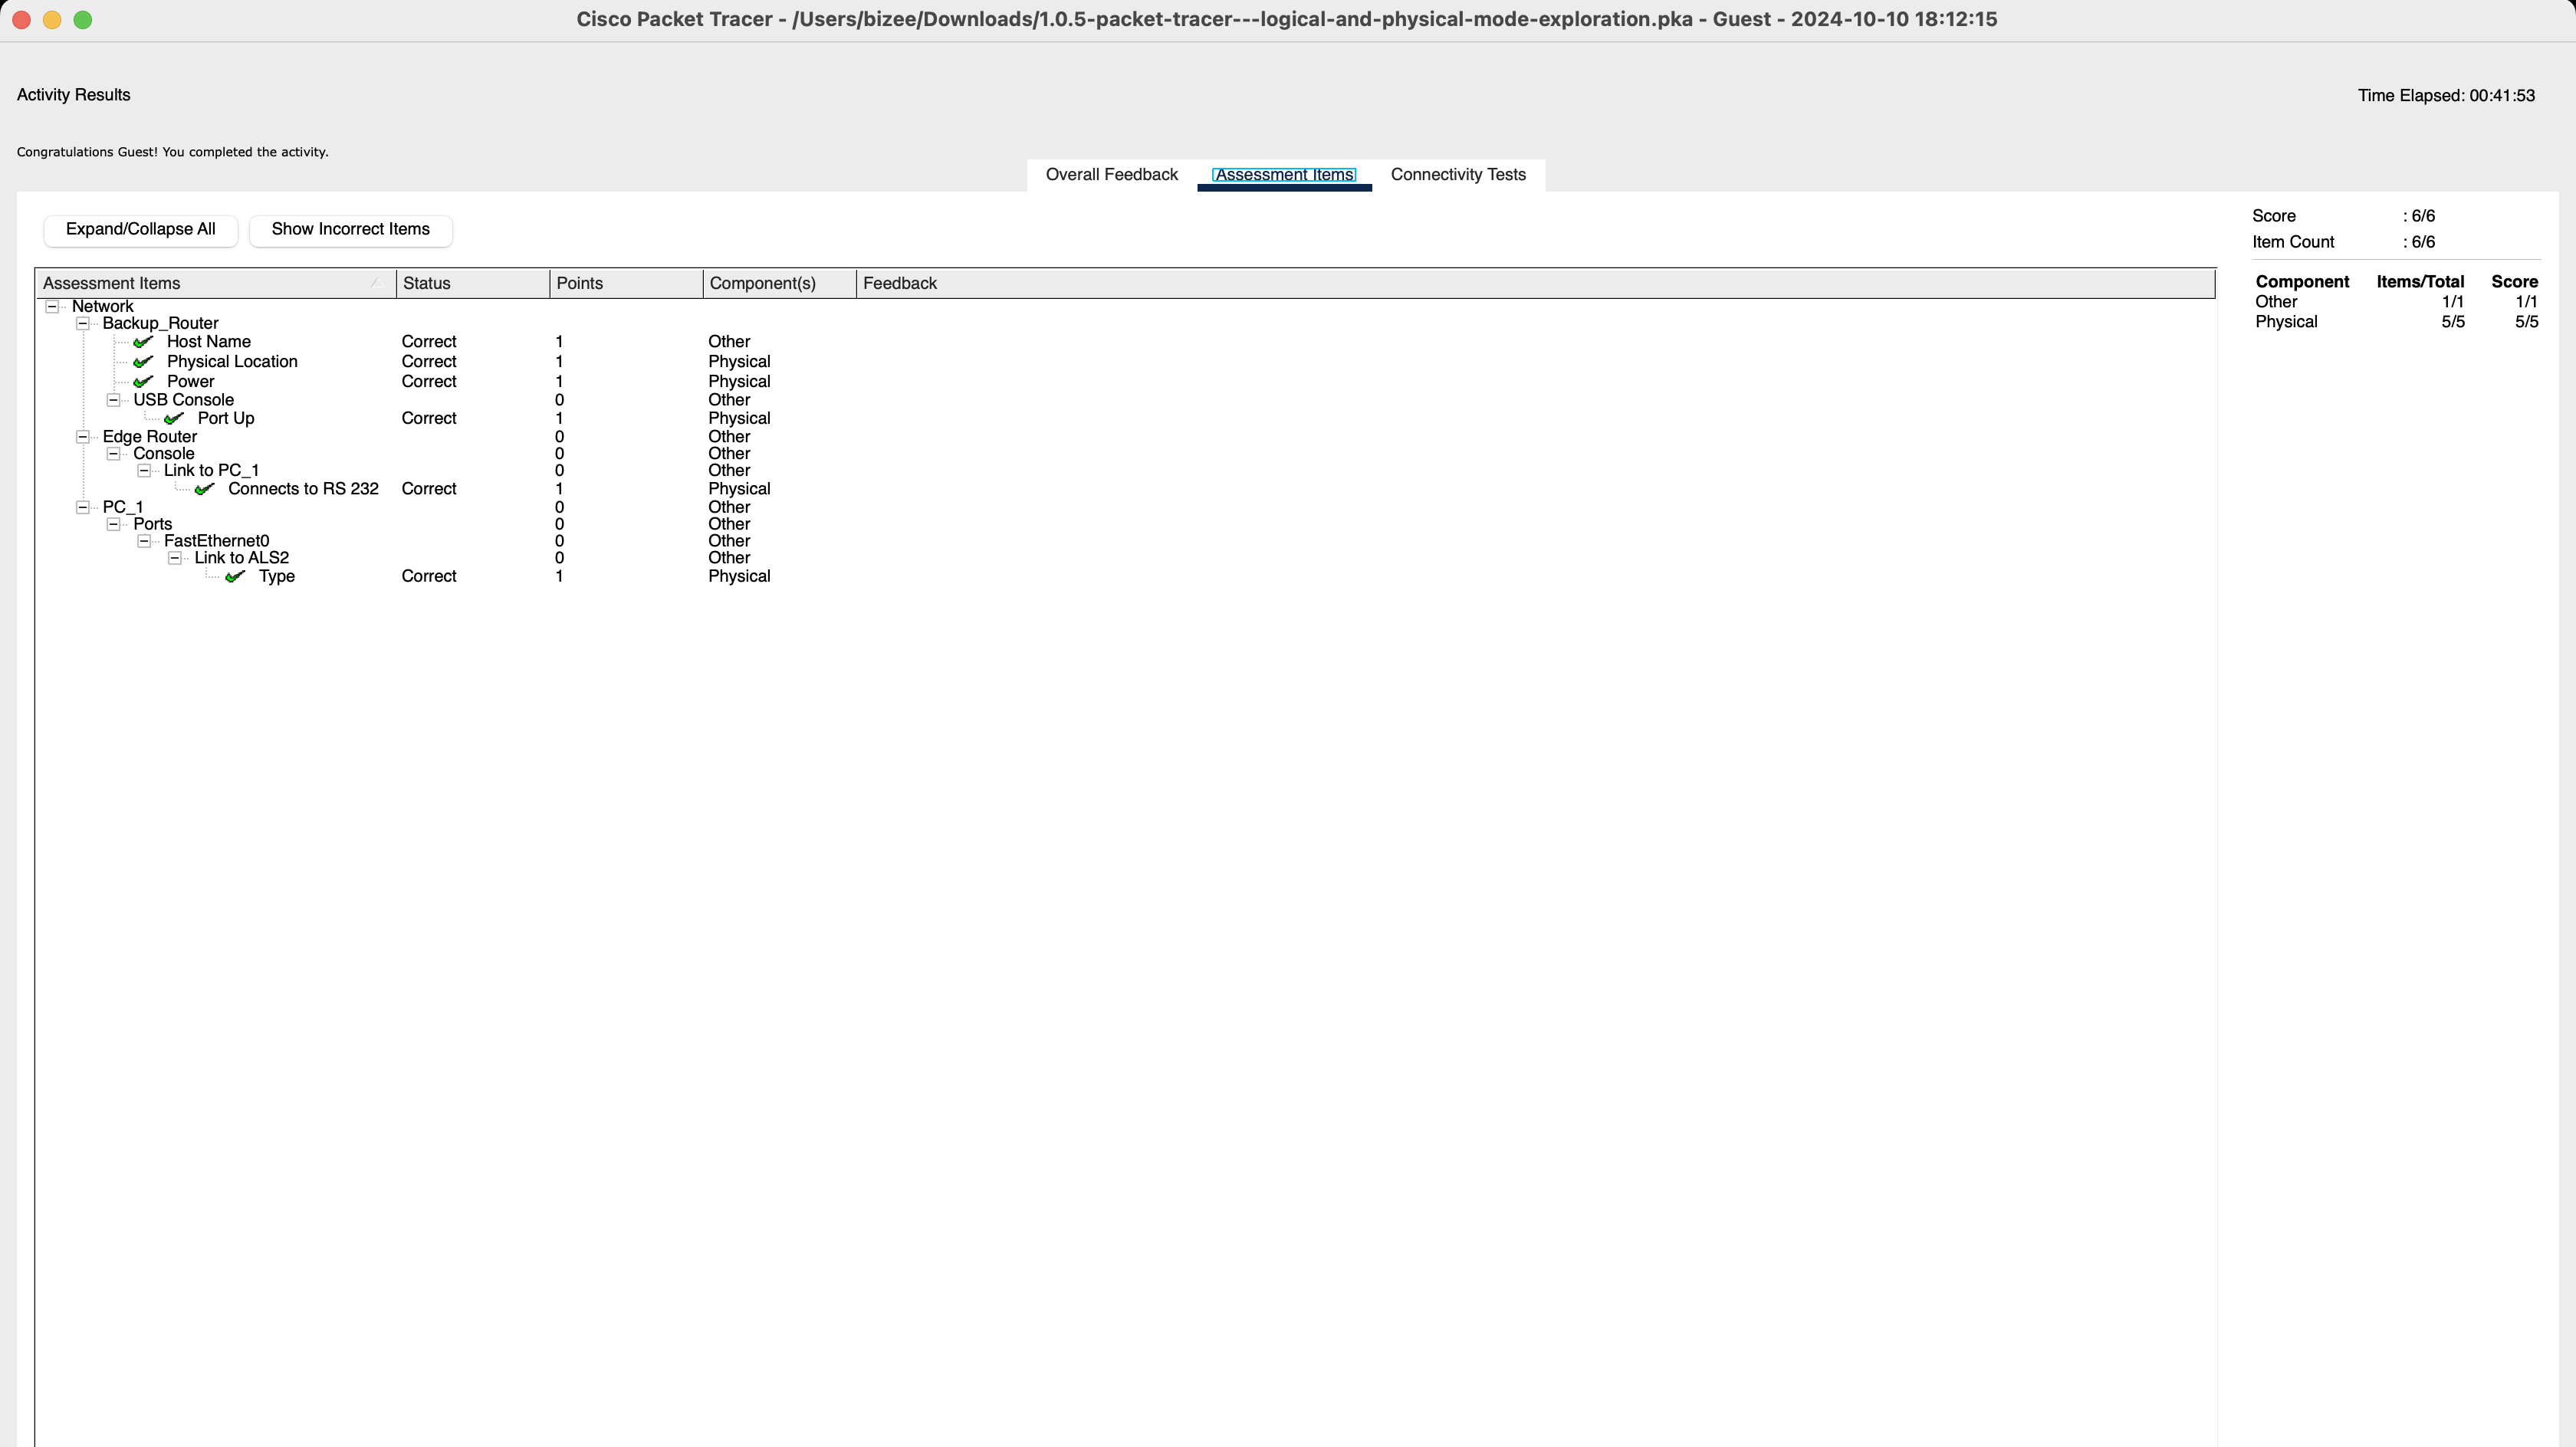 Cisco Packet Tracer - /Users/bizee/Downloads/1.0.5-packet-tracer---logical-and-physical-mode-exploration.pka - Guest - 2024-10-10 18:12:15
Activity Results
Time Elapsed: 00:41:53
Congratulations Guest! You completed the activity.
Overall Feedback Assessment Items Connectivity Tests
Expand/Collapse All Show Incorrect Items
Assessment Items Status Points Component(s) Feedback
Network
Backup_Router
Host Name Correct 1 Other
Physical Location Correct 1 Physical
Power Correct 1 Physical
USB Console 0 Other
Port Up Correct 1 Physical
Edge Router 0 Other
Console 0 Other
Link to PC_1 0 Other
Connects to RS 232 Correct 1 Physical
PC_1 0 Other
Ports 0 Other
FastEthernet0 0 Other
Link to ALS2 0 Other
Type Correct 1 Physical
Score : 6/6
Item Count : 6/6
Component Items/Total Score
Other 1/1 1/1
Physical 5/5 5/5